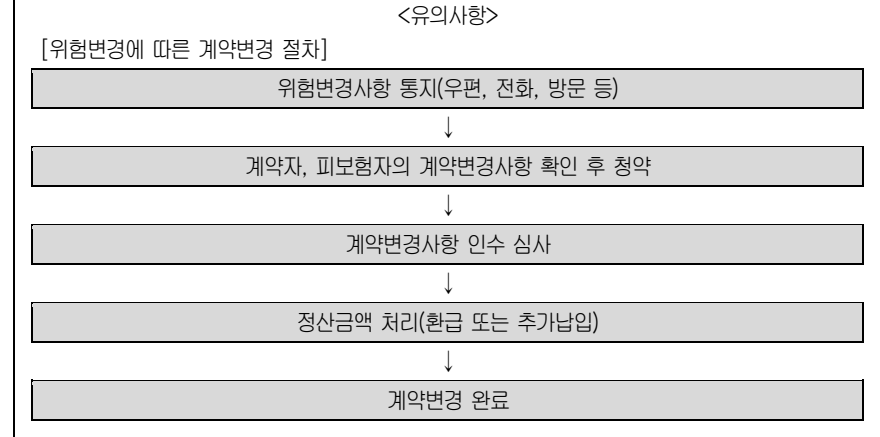 <유의사항>
[위험변경에 따른 계약변경 절차]
위험변경사항 통지(우편, 전화, 방문 등)
↓
계약자, 피보험자의 계약변경사항 확인 후 청약
↓
계약변경사항 인수 심사
↓
정산금액 처리(환급 또는 추가납입)
↓
계약변경 완료